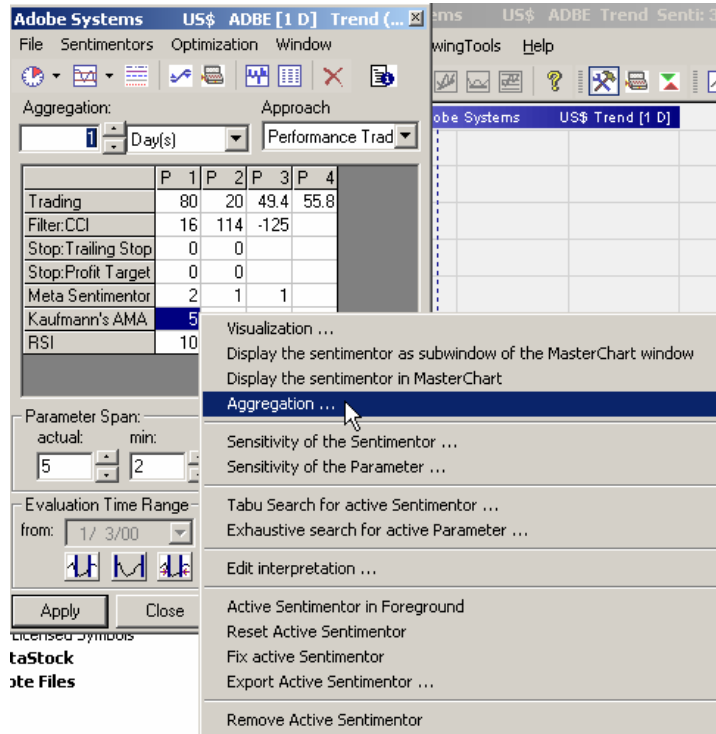 Adobe Systems US$ ADBE [1 D] Trend (...
ems US$ ADBE Trend Senti: 3
File Sentimentors Optimization Window
wingTools Help
Aggregation: Approach
1 Day(s) Performance Trad
obe Systems US$ Trend [1 D]
P 1 P 2 P 3 P 4
Trading 80 20 49.4 55.8
Filter:CCI 16 114 -125
Stop:Trailing Stop 0 0
Stop:Profit Target 0 0
Meta Sentimentor 2 1 1
Kaufmann's AMA 5
RSI 10
Visualization ...
Display the sentimentor as subwindow of the MasterChart window
Display the sentimentor in MasterChart
Aggregation ...
Sensitivity of the Sentimentor ...
Sensitivity of the Parameter ...
Tabu Search for active Sentimentor ...
Exhaustive search for active Parameter ...
Edit interpretation ...
Active Sentimentor in Foreground
Reset Active Sentimentor
Fix active Sentimentor
Export Active Sentimentor ...
Remove Active Sentimentor
Parameter Span:
actual: min:
5 2
Evaluation Time Range
from: 1/ 3/00
Apply Close
Licensed Symbols
taStock
ote Files